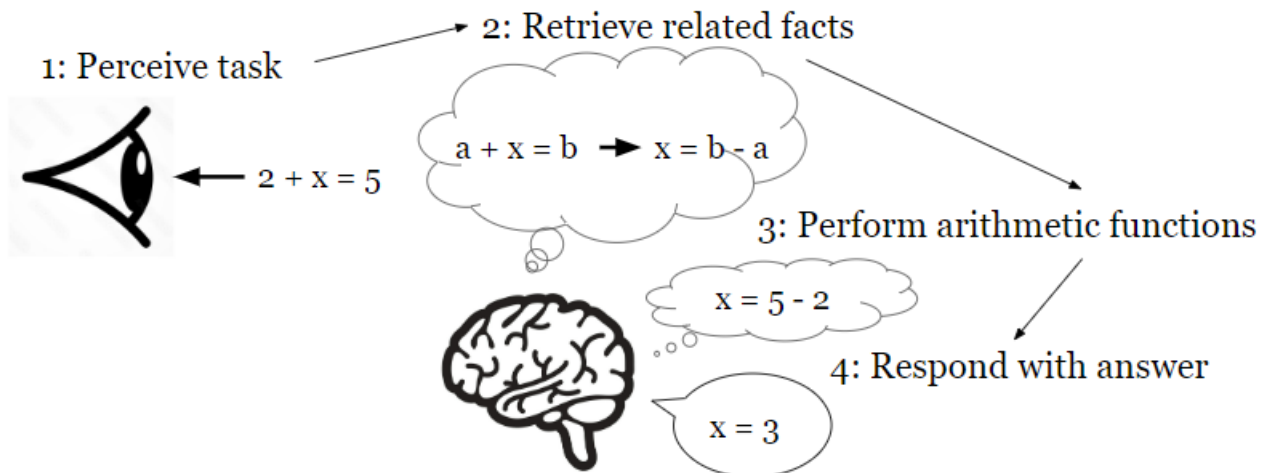 1: Perceive task
2 + x = 5
2: Retrieve related facts
a + x = b → x = b - a
3: Perform arithmetic functions
x = 5 - 2
4: Respond with answer
x = 3